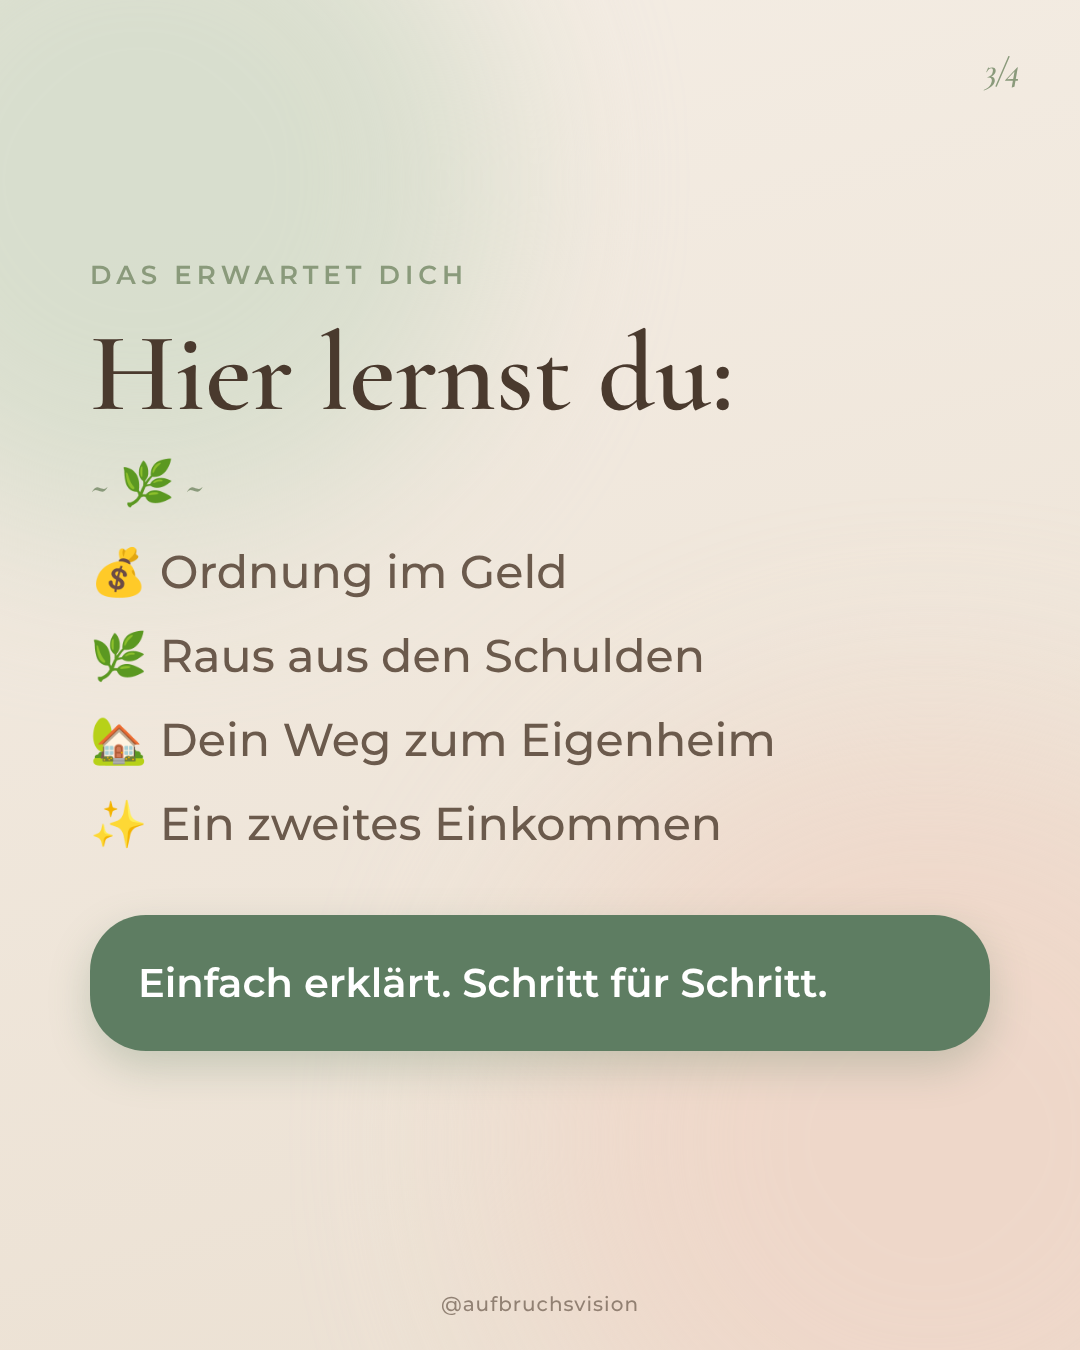 3/4
DAS ERWARTET DICH
Hier lernst du:
~ 🌿 ~
💰 Ordnung im Geld
🌿 Raus aus den Schulden
🏡 Dein Weg zum Eigenheim
✨ Ein zweites Einkommen
Einfach erklärt. Schritt für Schritt.
@aufbruchsvision